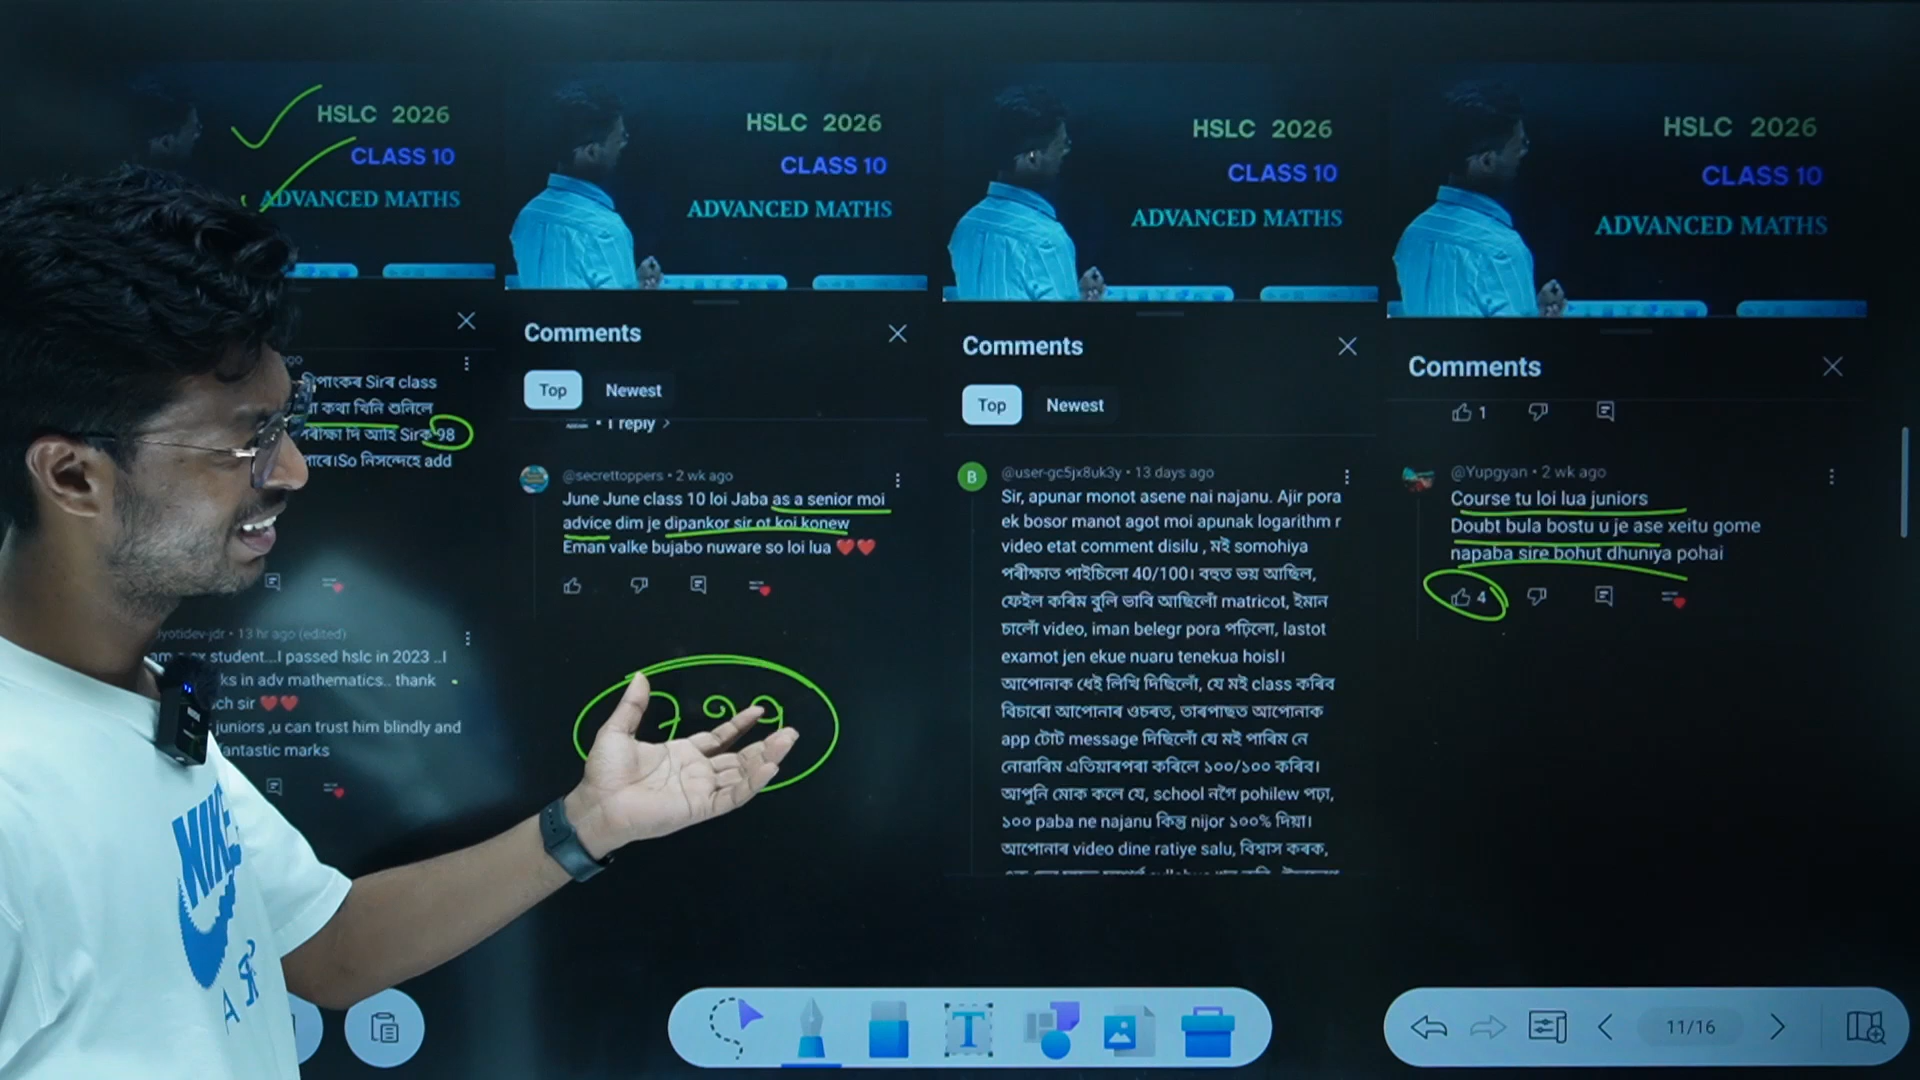 HSLC 2026
CLASS 10
ADVANCED MATHS
ago
Sirৰ class
কথা খিনি শুনিলে
দি আহি Sirক 98
পাৰে।So নিসন্দেহে add
13 hr ago (edited)
student...I passed hslc in 2023 ..I
ks in adv mathematics.. thank
sir ❤️❤️
juniors ,u can trust him blindly and
marks
HSLC 2026
CLASS 10
ADVANCED MATHS
Comments
Top
Newest
1 reply
@secrettoppers • 2 wk ago
June June class 10 loi Jaba as a senior moi
advice dim je dipankor sir ot koi konew
Eman valke bujabo nuware so loi lua ❤️❤️
HSLC 2026
CLASS 10
ADVANCED MATHS
Comments
Top
Newest
B
@user-gc5jx8uk3y • 13 days ago
Sir, apunar monot asene nai najanu. Ajir pora
ek bosor manot agot moi apunak logarithm r
video etat comment disilu , মই somohiya
পৰীক্ষাত পাইচিলো 40/100। বহুত ভয় আছিল,
ফেইল কৰিম বুলি ভাবি আছিলোঁ matricot, ইমান
চালোঁ video, iman belegr pora পঢ়িলো, lastot
examot jen ekue nuaru tenekua hoisl।
আপোনাক ধেই লিখি দিছিলোঁ, যে মই class কৰিব
বিচাৰো আপোনাৰ ওচৰত, তাৰপাছত আপোনাক
app টোট message দিছিলোঁ যে মই পাৰিম নে
নোৱাৰিম এতিয়াৰপৰা কৰিলে ১০০/১০০ কৰিব।
আপুনি মোক কলে যে, school নগৈ pohilew পঢ়া,
১০০ paba ne najanu কিন্তু nijor ১০০% দিয়া।
আপোনাৰ video dine ratiye salu, বিশ্বাস কৰক,
HSLC 2026
CLASS 10
ADVANCED MATHS
Comments
1
@Yupgyan • 2 wk ago
Course tu loi lua juniors
Doubt bula bostu u je ase xeitu gome
napaba sire bohut dhuniya pohai
4
NIKE
11/16